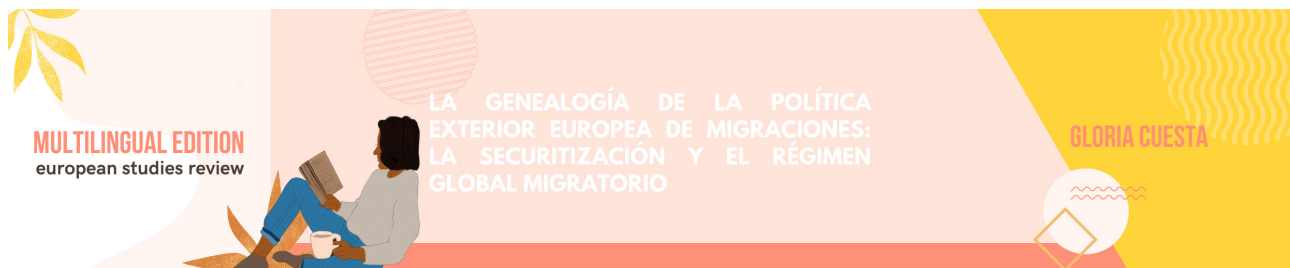 MULTILINGUAL EDITION
european studies review
LA GENEALOGÍA DE LA POLÍTICA
EXTERIOR EUROPEA DE MIGRACIONES:
LA SECURITIZACIÓN Y EL RÉGIMEN
GLOBAL MIGRATORIO
GLORIA CUESTA